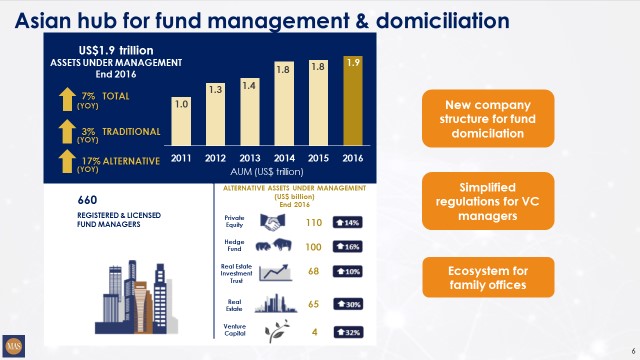 Asian hub for fund management & domiciliation
US$1.9 trillion
ASSETS UNDER MANAGEMENT
End 2016
7% TOTAL
(YOY)
3% TRADITIONAL
(YOY)
17% ALTERNATIVE
(YOY)
1.0
1.3
1.4
1.8
1.8
1.9
2011 2012 2013 2014 2015 2016
AUM (US$ trillion)
660
REGISTERED & LICENSED
FUND MANAGERS
ALTERNATIVE ASSETS UNDER MANAGEMENT
(US$ billion)
End 2016
Private
Equity
110
14%
Hedge
Fund
100
16%
Real Estate
Investment
Trust
68
10%
Real
Estate
65
30%
Venture
Capital
4
32%
New company
structure for fund
domicilation
Simplified
regulations for VC
managers
Ecosystem for
family offices
MAS
6